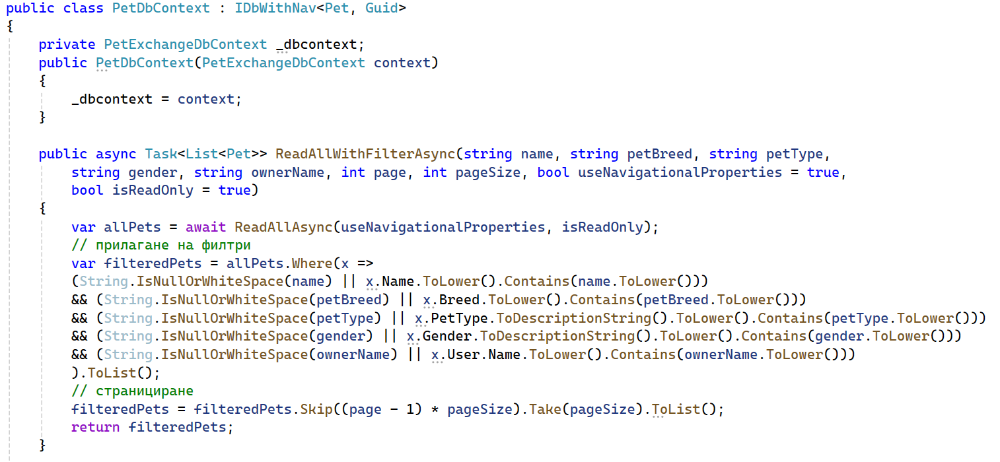 public class PetDbContext : IDbWithNav<Pet, Guid>
{
    private PetExchangeDbContext _dbcontext;
    public PetDbContext(PetExchangeDbContext context)
    {
        _dbcontext = context;
    }

    public async Task<List<Pet>> ReadAllWithFilterAsync(string name, string petBreed, string petType,
        string gender, string ownerName, int page, int pageSize, bool useNavigationalProperties = true,
        bool isReadOnly = true)
    {
        var allPets = await ReadAllAsync(useNavigationalProperties, isReadOnly);
        // прилагане на филтри
        var filteredPets = allPets.Where(x =>
        (String.IsNullOrWhiteSpace(name) || x.Name.ToLower().Contains(name.ToLower()))
        && (String.IsNullOrWhiteSpace(petBreed) || x.Breed.ToLower().Contains(petBreed.ToLower()))
        && (String.IsNullOrWhiteSpace(petType) || x.PetType.ToDescriptionString().ToLower().Contains(petType.ToLower()))
        && (String.IsNullOrWhiteSpace(gender) || x.Gender.ToDescriptionString().ToLower().Contains(gender.ToLower()))
        && (String.IsNullOrWhiteSpace(ownerName) || x.User.Name.ToLower().Contains(ownerName.ToLower()))
        ).ToList();
        // странициране
        filteredPets = filteredPets.Skip((page - 1) * pageSize).Take(pageSize).ToList();
        return filteredPets;
    }